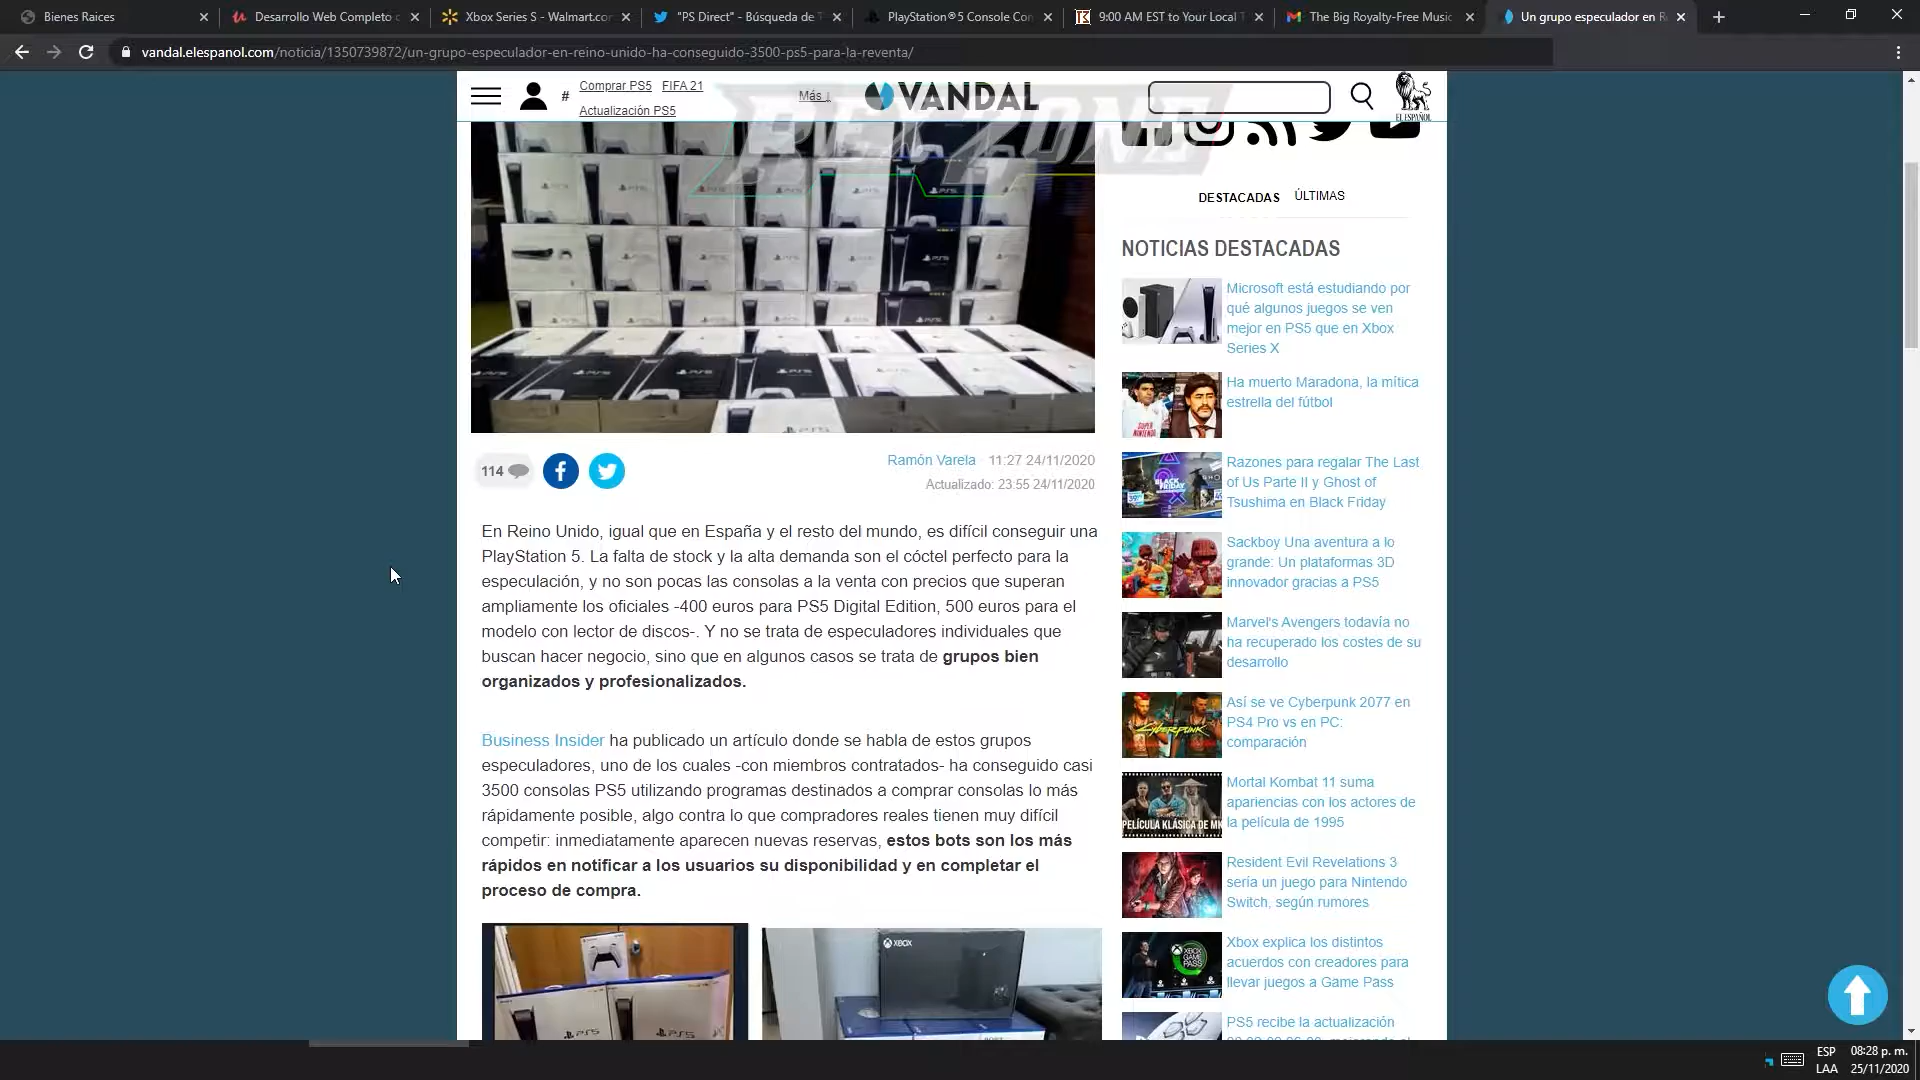 Bienes Raices
Desarrollo Web Completo c
Xbox Series S - Walmart.com
"PS Direct" - Búsqueda de T
PlayStation®5 Console Con
9:00 AM EST to Your Local T
The Big Royalty-Free Music
Un grupo especulador en Re
vandal.elespanol.com/noticia/1350739872/un-grupo-especulador-en-reino-unido-ha-conseguido-3500-ps5-para-la-reventa/
# Comprar PS5 FIFA 21
Actualización PS5
Más ↓
VANDAL
EL ESPAÑOL
114
Ramón Varela · 11:27 24/11/2020
Actualizado: 23:55 24/11/2020
En Reino Unido, igual que en España y el resto del mundo, es difícil conseguir una
PlayStation 5. La falta de stock y la alta demanda son el cóctel perfecto para la
especulación, y no son pocas las consolas a la venta con precios que superan
ampliamente los oficiales -400 euros para PS5 Digital Edition, 500 euros para el
modelo con lector de discos-. Y no se trata de especuladores individuales que
buscan hacer negocio, sino que en algunos casos se trata de grupos bien
organizados y profesionalizados.
Business Insider ha publicado un artículo donde se habla de estos grupos
especuladores, uno de los cuales -con miembros contratados- ha conseguido casi
3500 consolas PS5 utilizando programas destinados a comprar consolas lo más
rápidamente posible, algo contra lo que compradores reales tienen muy difícil
competir: inmediatamente aparecen nuevas reservas, estos bots son los más
rápidos en notificar a los usuarios su disponibilidad y en completar el
proceso de compra.
PS5 PS5
XBOX
DESTACADAS ÚLTIMAS
NOTICIAS DESTACADAS
Microsoft está estudiando por
qué algunos juegos se ven
mejor en PS5 que en Xbox
Series X
Ha muerto Maradona, la mítica
estrella del fútbol
Razones para regalar The Last
of Us Parte II y Ghost of
Tsushima en Black Friday
Sackboy Una aventura a lo
grande: Un plataformas 3D
innovador gracias a PS5
Marvel's Avengers todavía no
ha recuperado los costes de su
desarrollo
Así se ve Cyberpunk 2077 en
PS4 Pro vs en PC:
comparación
Mortal Kombat 11 suma
apariencias con los actores de
la película de 1995
Resident Evil Revelations 3
sería un juego para Nintendo
Switch, según rumores
Xbox explica los distintos
acuerdos con creadores para
llevar juegos a Game Pass
PS5 recibe la actualización
ESP 08:28 p. m.
LAA 25/11/2020